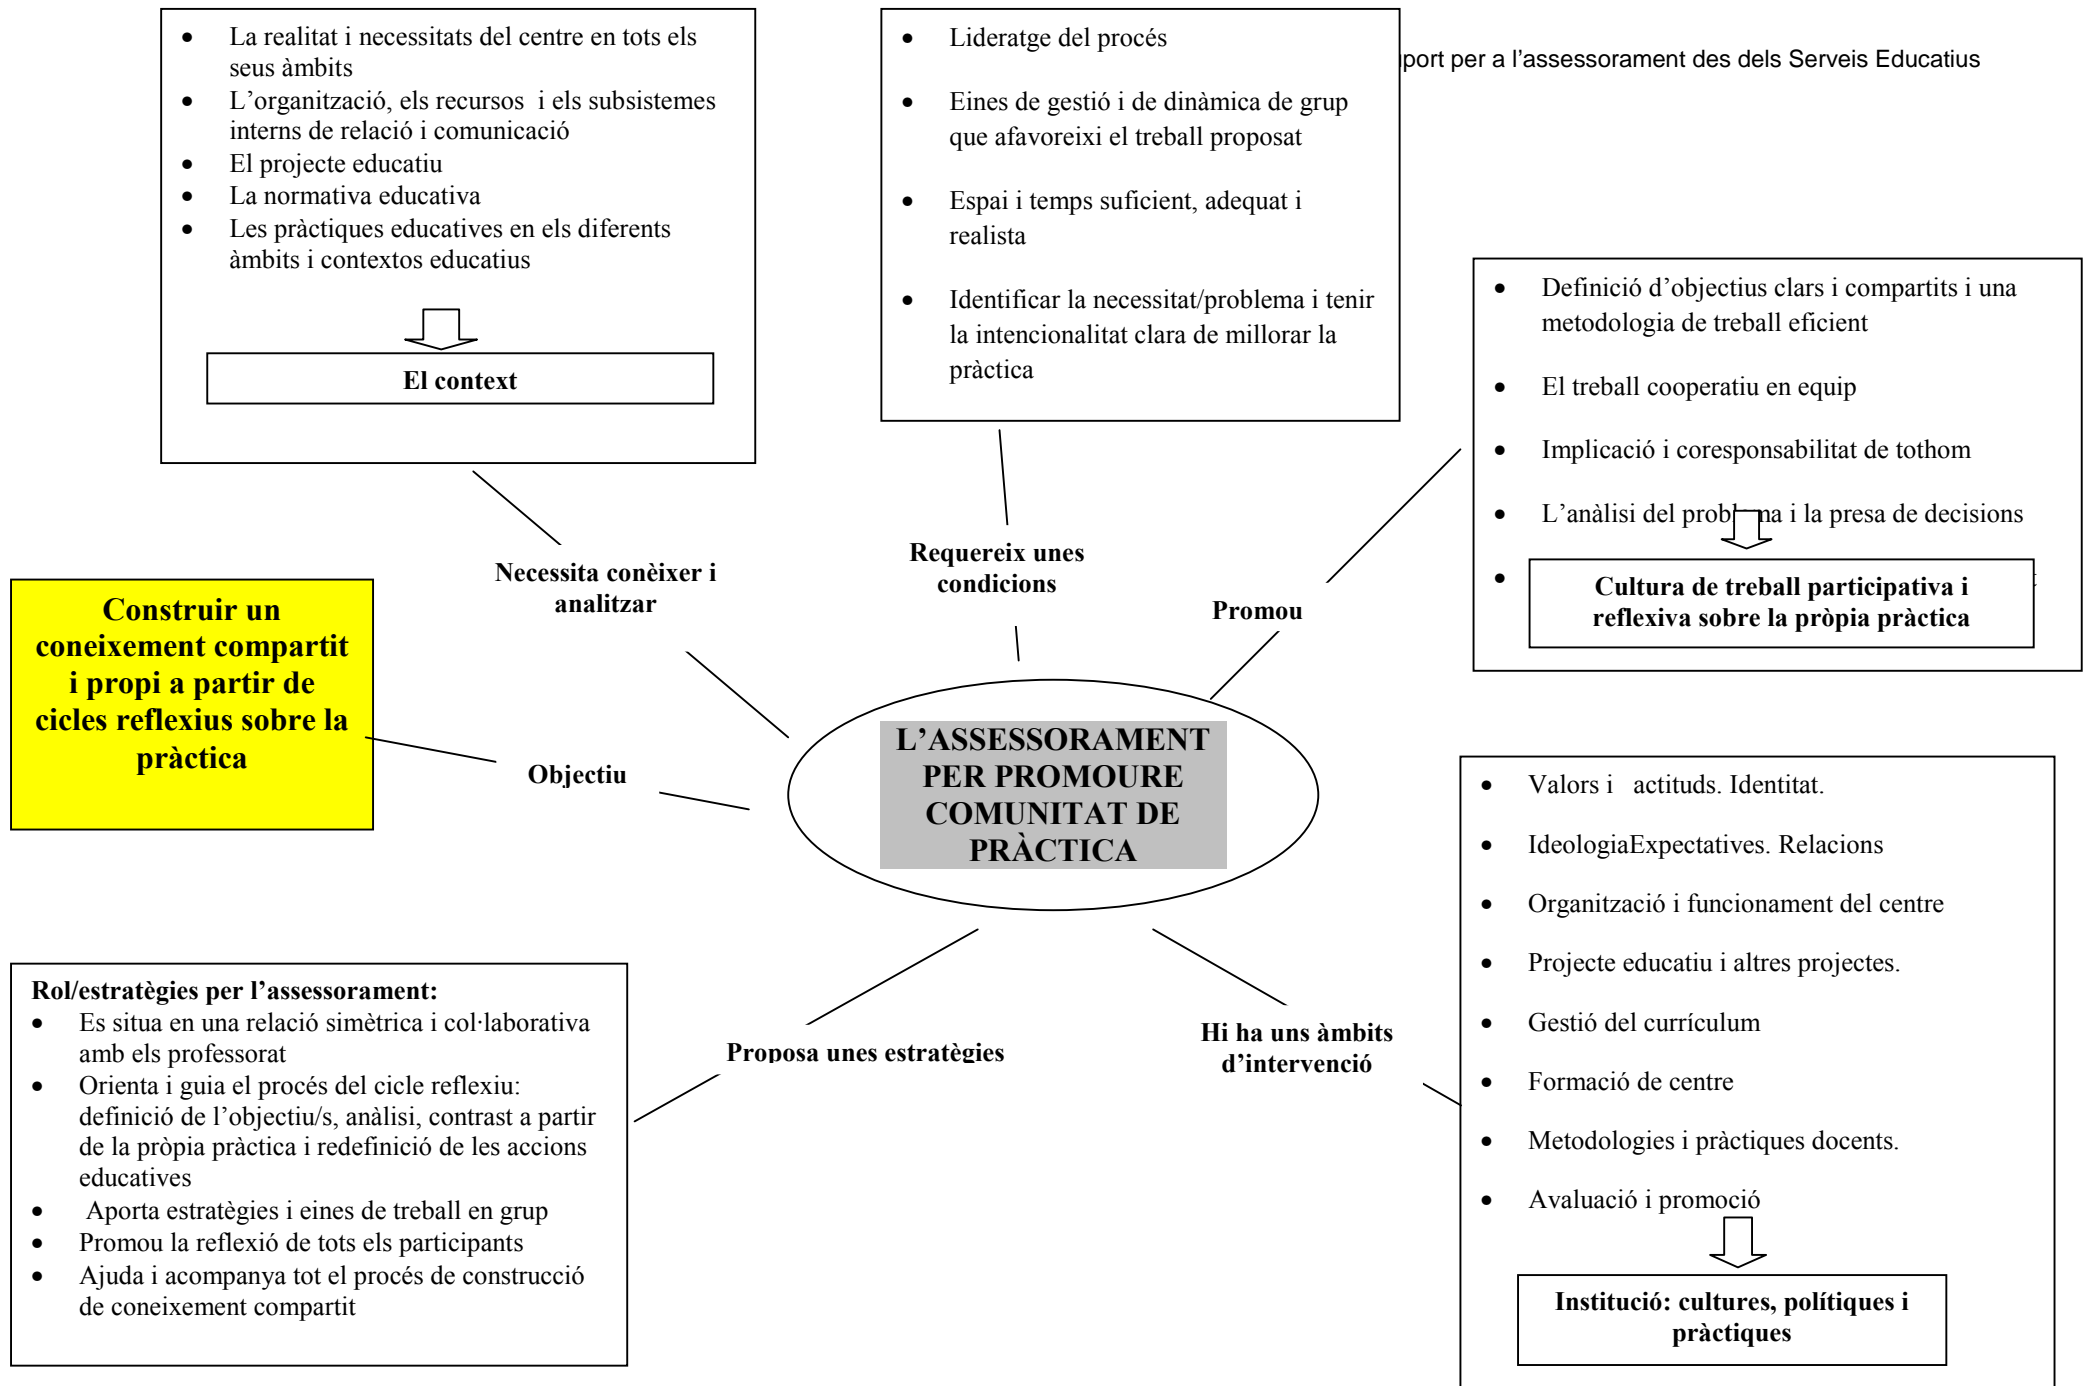 La realitat i necessitats del centre en tots els
seus àmbits
L’organització, els recursos i els subsistemes
interns de relació i comunicació
El projecte educatiu
La normativa educativa
Les pràctiques educatives en els diferents
àmbits i contextos educatius
El context
Lideratge del procés
Eines de gestió i de dinàmica de grup
que afavoreixi el treball proposat
Espai i temps suficient, adequat i
realista
Identificar la necessitat/problema i tenir
la intencionalitat clara de millorar la
pràctica
per a l’assessorament des dels Serveis Educatius
Definició d’objectius clars i compartits i una
metodologia de treball eficient
El treball cooperatiu en equip
Implicació i coresponsabilitat de tothom
L’anàlisi del problema i la presa de decisions
Cultura de treball participativa i
reflexiva sobre la pròpia pràctica
Necessita conèixer i
analitzar
Requereix unes
condicions
Promou
Construir un
coneixement compartit
i propi a partir de
cicles reflexius sobre la
pràctica
Objectiu
L’ASSESSORAMENT
PER PROMOURE
COMUNITAT DE
PRÀCTICA
Valors i actituds. Identitat.
IdeologiaExpectatives. Relacions
Organització i funcionament del centre
Projecte educatiu i altres projectes.
Gestió del currículum
Formació de centre
Metodologies i pràctiques docents.
Avaluació i promoció
Institució: cultures, polítiques i
pràctiques
Rol/estratègies per l’assessorament:
Es situa en una relació simètrica i col·laborativa
amb els professorat
Orienta i guia el procés del cicle reflexiu:
definició de l’objectiu/s, anàlisi, contrast a partir
de la pròpia pràctica i redefinició de les accions
educatives
Aporta estratègies i eines de treball en grup
Promou la reflexió de tots els participants
Ajuda i acompanya tot el procés de construcció
de coneixement compartit
Proposa unes estratègies
Hi ha uns àmbits
d’intervenció